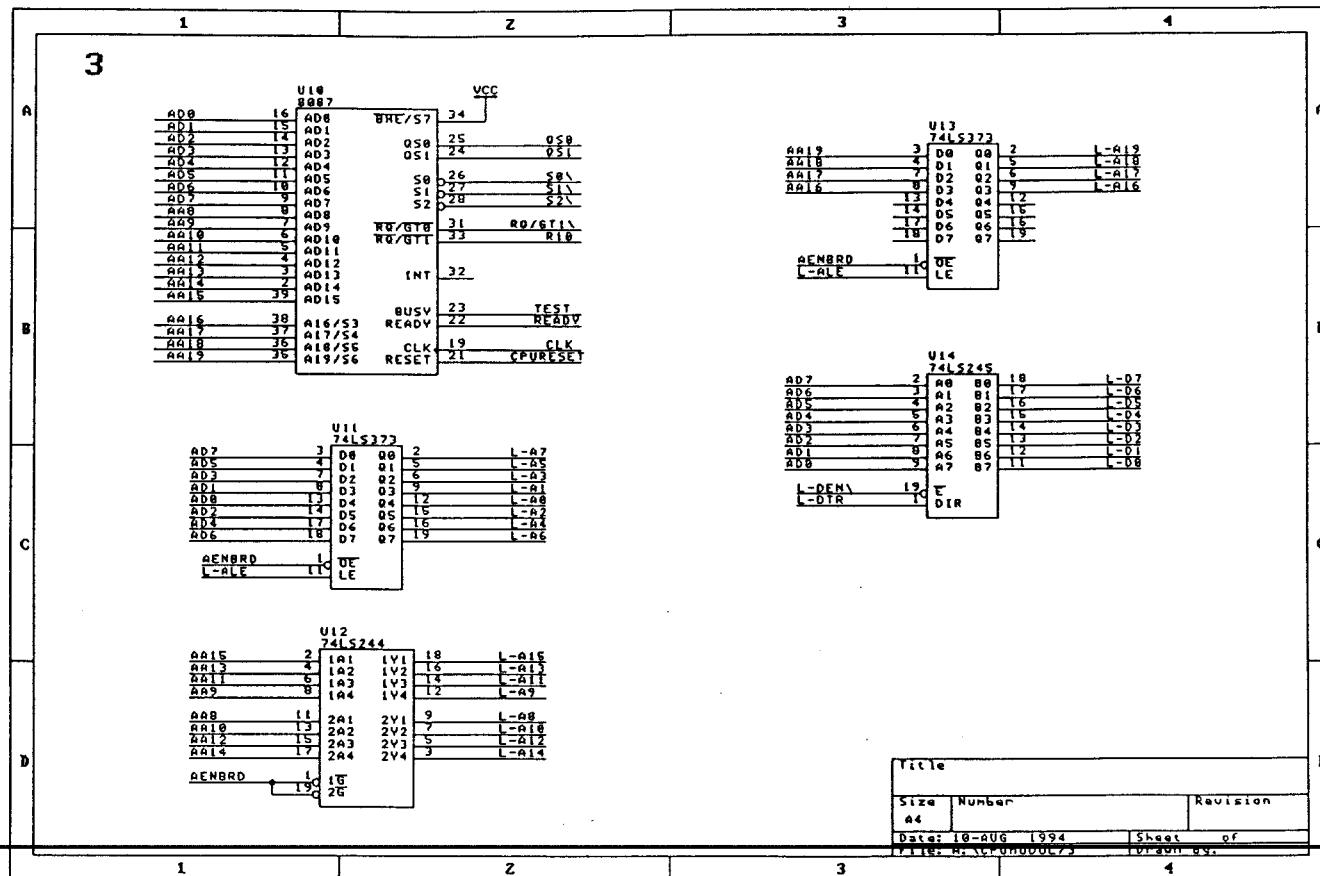 1 2 3 4
3
A
B
C
D
U10
8087
VCC
AD0 16 AD0 BHE/S7 34
AD1 15 AD1
AD2 14 AD2 QS0 25 QS0
AD3 13 AD3 QS1 24 QS1
AD4 12 AD4
AD5 11 AD5 S0 26 S0\
AD6 10 AD6 S1 27 S1\
AD7 9 AD7 S2 28 S2\
AA8 8 AD8
AA9 7 AD9 RQ/GT0 31 RQ/GT1\
AA10 6 AD10 RQ/GT1 33 R10
AA11 5 AD11
AA12 4 AD12
AA13 3 AD13 INT 32
AA14 2 AD14
AA15 39 AD15
BUSY 23 TEST
AA16 38 A16/S3 READY 22 READY
AA17 37 A17/S4
AA18 36 A18/S5 CLK 19 CLK
AA19 35 A19/S6 RESET 21 CPURESET
U11
74LS373
AD7 3 D0 Q0 2 L-A7
AD5 4 D1 Q1 5 L-A5
AD3 7 D2 Q2 6 L-A3
AD1 8 D3 Q3 9 L-A1
AD0 13 D4 Q4 12 L-A0
AD2 14 D5 Q5 15 L-A2
AD4 17 D6 Q6 16 L-A4
AD6 18 D7 Q7 19 L-A6
AENBRD 1 OE
L-ALE 11 LE
U12
74LS244
AA15 2 1A1 1Y1 18 L-A15
AA13 4 1A2 1Y2 16 L-A13
AA11 6 1A3 1Y3 14 L-A11
AA9 8 1A4 1Y4 12 L-A9
AA8 11 2A1 2Y1 9 L-A8
AA10 13 2A2 2Y2 7 L-A10
AA12 15 2A3 2Y3 5 L-A12
AA14 17 2A4 2Y4 3 L-A14
AENBRD 1 1G
19 2G
U13
74LS373
AA19 3 D0 Q0 2 L-A19
AA18 4 D1 Q1 5 L-A18
AA17 7 D2 Q2 6 L-A17
AA16 8 D3 Q3 9 L-A16
13 D4 Q4 12
14 D5 Q5 15
17 D6 Q6 16
18 D7 Q7 19
AENBRD 1 OE
L-ALE 11 LE
U14
74LS245
AD7 2 A0 B0 18 L-D7
AD6 3 A1 B1 17 L-D6
AD5 4 A2 B2 16 L-D5
AD4 5 A3 B3 15 L-D4
AD3 6 A4 B4 14 L-D3
AD2 7 A5 B5 13 L-D2
AD1 8 A6 B6 12 L-D1
AD0 9 A7 B7 11 L-D0
L-DEN\ 19 E
L-DTR 1 DIR
Title
Size Number Revision
A4
Date: 10-AUG 1994 Sheet of
File: Drawn By:
1 2 3 4